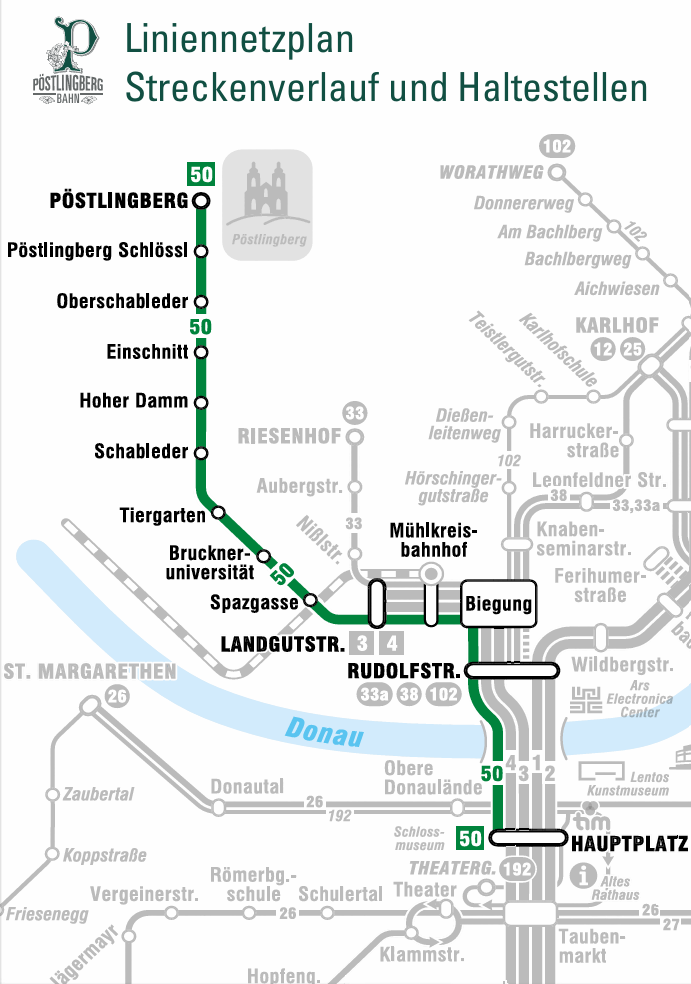 PÖSTLINGBERG
BAHN
Liniennetzplan
Streckenverlauf und Haltestellen
50
PÖSTLINGBERG
Pöstlingberg
Pöstlingberg Schlössl
Oberschableder
50
Einschnitt
Hoher Damm
Schableder
Tiergarten
Bruckner-
universität
50
Spazgasse
LANDGUTSTR.
3 4
Mühlkreis-
bahnhof
Biegung
RUDOLFSTR.
33a 38 102
102
WORATHWEG
Donnererweg
Am Bachlberg
102
Bachlbergweg
Aichwiesen
KARLHOF
12 25
Karlhofschule
Teistlergutstr.
Dießen-
leitenweg
Harrucker-
straße
102
Hörschinger-
gutstraße
Leonfeldner Str.
38
33,33a
Knaben-
seminarstr.
Ferihumer-
straße
33
RIESENHOF
Aubergstr.
33
Nißlstr.
Wildbergstr.
ST. MARGARETHEN
26
Ars
Electronica
Center
Donau
50
4
3
1
2
Lentos
Kunstmuseum
Zaubertal
Donautal
26
192
Obere
Donaulände
tim
Schloss-
museum
50
HAUPTPLATZ
Koppstraße
THEATERG. 192
i
Altes
Rathaus
Friesenegg
Vergeinerstr.
Römerbg.-
schule
26
Schulertal
Theater
26
27
Jägermayr
Klammstr.
Tauben-
markt
Hopfeng.